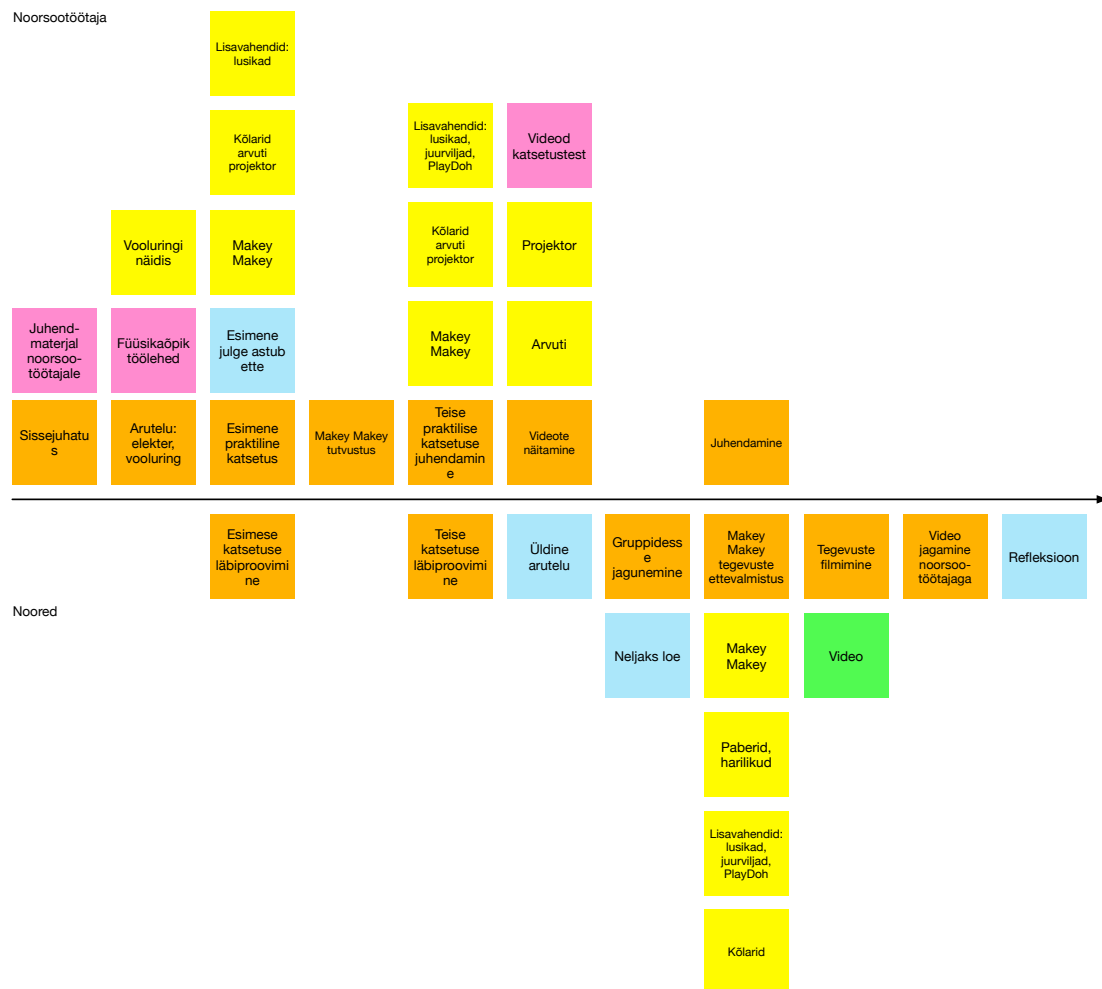 Noorsootöötaja
Lisavahendid:
lusikad
Kõlarid
arvuti
projektor
Lisavahendid:
lusikad,
juurviljad,
PlayDoh
Videod
katsetustest
Vooluringi
näidis
Makey
Makey
Kõlarid
arvuti
projektor
Projektor
Juhend-
materjal
noorsoo-
töötajale
Füüsikaõpik
töölehed
Esimene
julge astub
ette
Makey
Makey
Arvuti
Sissejuhatu
s
Arutelu:
elekter,
vooluring
Esimene
praktiline
katsetus
Makey Makey
tutvustus
Teise
praktilise
katsetuse
juhendamin
e
Videote
näitamine
Juhendamine
Esimese
katsetuse
läbiproovimi
ne
Teise
katsetuse
läbiproovimi
ne
Üldine
arutelu
Gruppidess
e
jagunemine
Makey
Makey
tegevuste
ettevalmistus
Tegevuste
filmimine
Video
jagamine
noorsoo-
töötajaga
Refleksioon
Noored
Neljaks loe
Makey
Makey
Video
Paberid,
harilikud
Lisavahendid:
lusikad,
juurviljad,
PlayDoh
Kõlarid